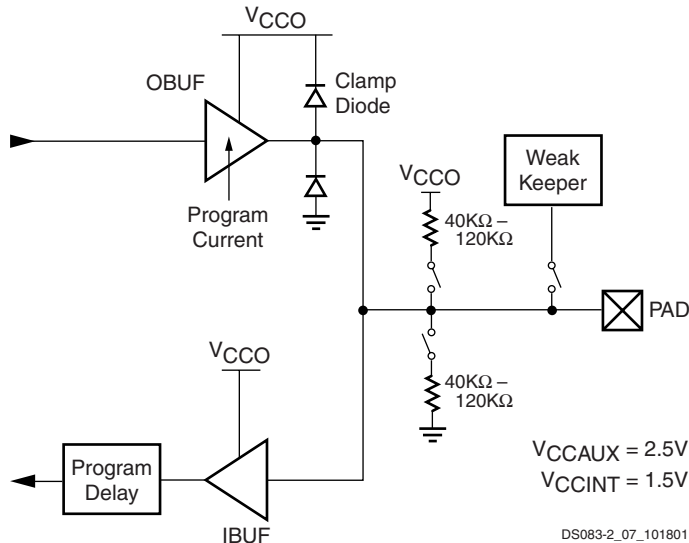 VCCO
OBUF
Clamp
Diode
Program
Current
VCCO
40KΩ –
120KΩ
Weak
Keeper
PAD
40KΩ –
120KΩ
VCCO
Program
Delay
IBUF
VCCAUX = 2.5V
VCCINT = 1.5V
DS083-2_07_101801